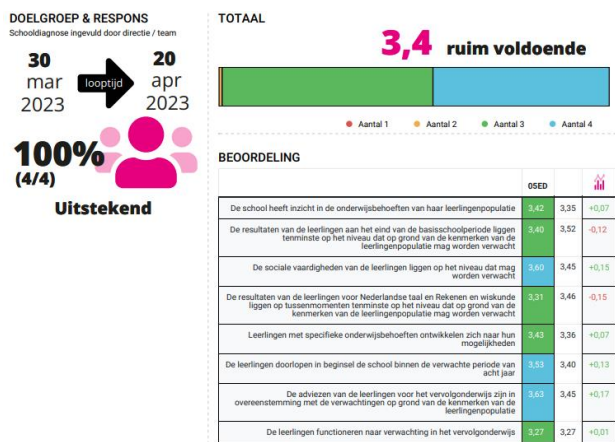 DOELGROEP & RESPONS
Schooldiagnose ingevuld door directie / team
30
mar
2023
looptijd
20
apr
2023
100%
(4/4)
Uitstekend
TOTAAL
3,4 ruim voldoende
Aantal 1 Aantal 2 Aantal 3 Aantal 4
BEOORDELING
0SED
De school heeft inzicht in de onderwijsbehoeften van haar leerlingenpopulatie 3,42 3,35 +0,07
De resultaten van de leerlingen aan het eind van de basisschoolperiode liggen
tenminste op het niveau dat op grond van de kenmerken van de
leerlingenpopulatie mag worden verwacht
3,40 3,52 -0,12
De sociale vaardigheden van de leerlingen liggen op het niveau dat mag
worden verwacht
3,60 3,45 +0,15
De resultaten van de leerlingen voor Nederlandse taal en Rekenen en wiskunde
liggen op tussenmomenten tenminste op het niveau dat op grond van de
kenmerken van de leerlingenpopulatie mag worden verwacht
3,31 3,46 -0,15
Leerlingen met specifieke onderwijsbehoeften ontwikkelen zich naar hun
mogelijkheden
3,43 3,36 +0,07
De leerlingen doorlopen in beginsel de school binnen de verwachte periode van
acht jaar
3,53 3,40 +0,13
De adviezen van de leerlingen voor het vervolgonderwijs zijn in
overeenstemming met de verwachtingen op grond van de kenmerken van de
leerlingenpopulatie
3,63 3,45 +0,17
De leerlingen functioneren naar verwachting in het vervolgonderwijs 3,27 3,27 +0,01